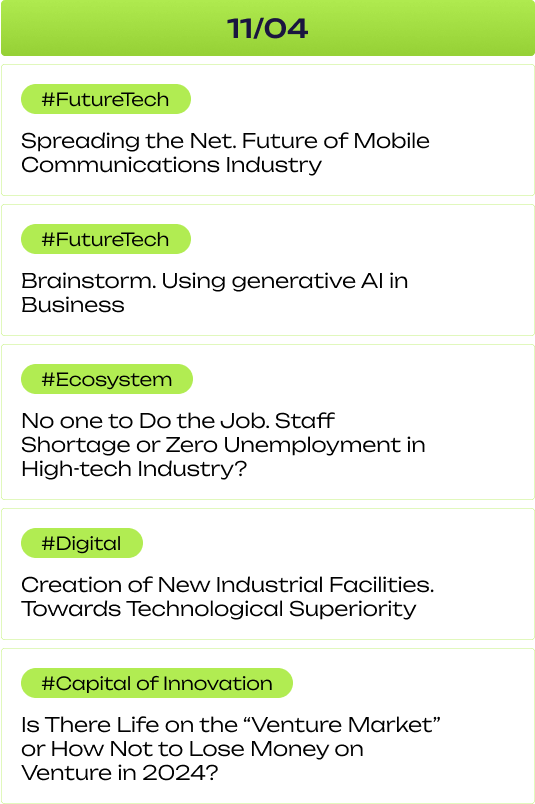 11/04
#FutureTech
Spreading the Net. Future of Mobile
Communications Industry
#FutureTech
Brainstorm. Using generative AI in
Business
#Ecosystem
No one to Do the Job. Staff
Shortage or Zero Unemployment in
High-tech Industry?
#Digital
Creation of New Industrial Facilities.
Towards Technological Superiority
#Capital of Innovation
Is There Life on the “Venture Market”
or How Not to Lose Money on
Venture in 2024?